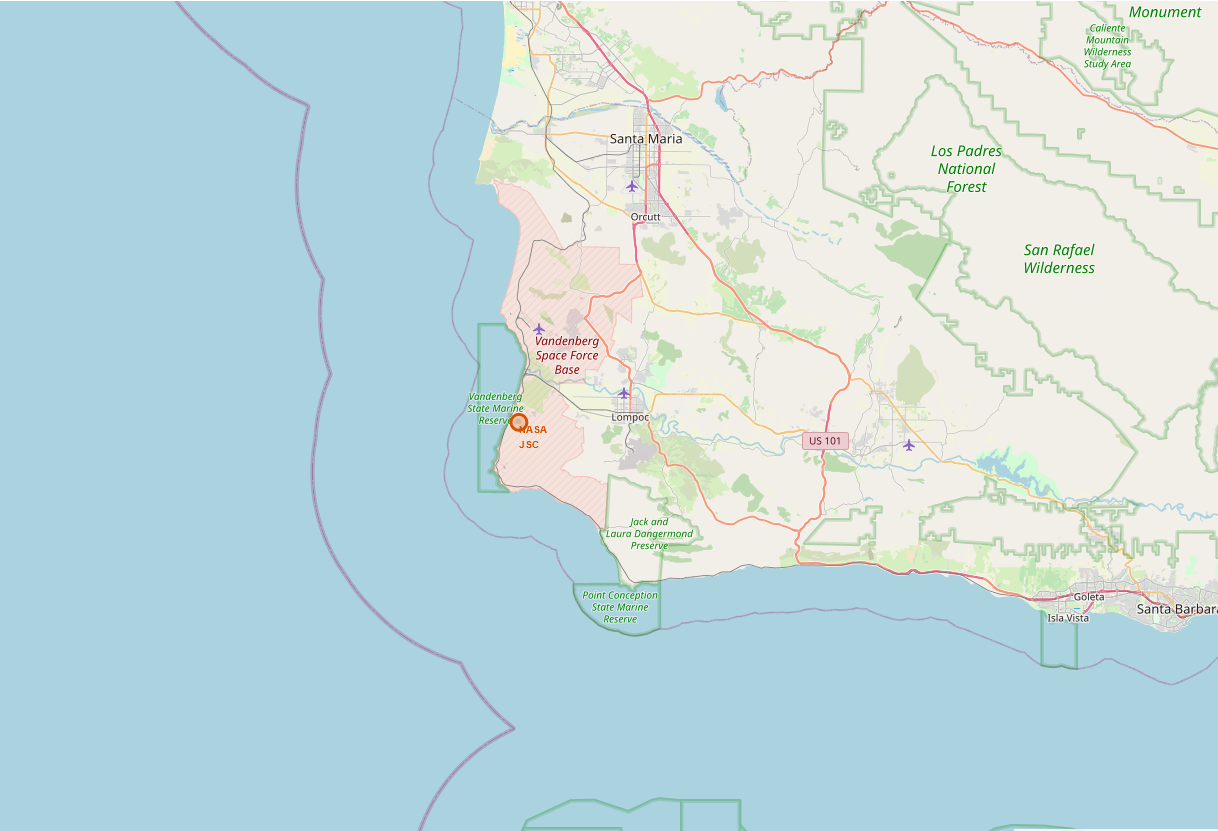 Monument
Caliente
Mountain
Wilderness
Study Area
Santa Maria
Los Padres
National
Forest
Orcutt
San Rafael
Wilderness
Vandenberg
Space Force
Base
Vandenberg
State Marine
Reserve
NASA
JSC
Lompoc
US 101
Jack and
Laura Dangermond
Preserve
Point Conception
State Marine
Reserve
Goleta
Isla Vista
Santa Barbara